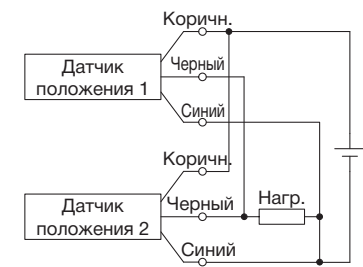 Коричн.
Датчик
положения 1
Черный
Синий
Коричн.
Датчик
положения 2
Черный
Нагр.
Синий